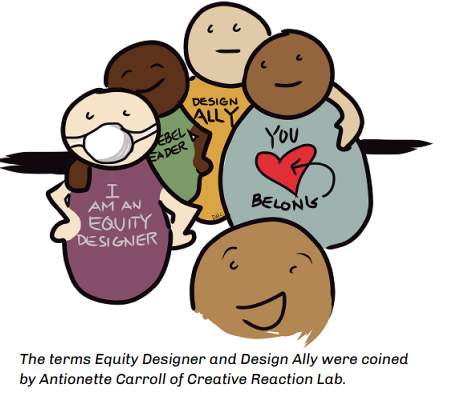 DESIGN
ALLY
EBEL
EADER
YOU
BELONG
I
AM AN
EQUITY
DESIGNER
The terms Equity Designer and Design Ally were coined
by Antionette Carroll of Creative Reaction Lab.